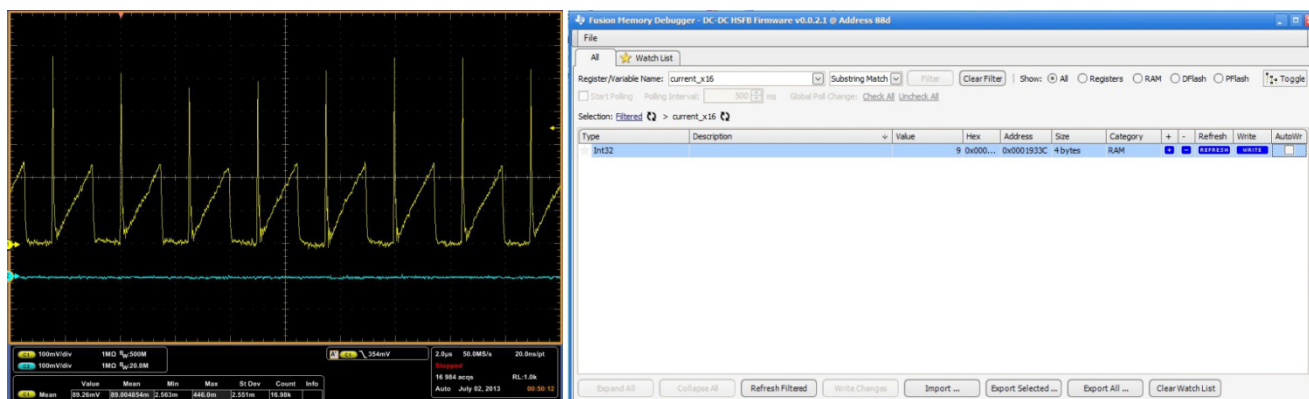 C1 100mV/div 1MΩ BW:500M
C2 100mV/div 1MΩ BW:20.0M
A' C1 354mV
2.0µs 50.0MS/s 20.0ns/pt
Stopped
16 984 acqs RL:1.0k
Auto July 02, 2013 00:50:12
Value Mean Min Max St Dev Count Info
C1 Mean 89.26mV 89.004854m 2.563m 446.0m 2.551m 16.98k
Fusion Memory Debugger - DC-DC HSFB Firmware v0.0.2.1 @ Address 88d
File
All Watch List
Register/Variable Name: current_x16 Substring Match Filter Clear Filter Show: All Registers RAM DFlash PFlash Toggle
Start Polling Polling Interval: 500 ms Global Poll Change: Check All Uncheck All
Selection: Filtered > current_x16
Type Description Value Hex Address Size Category + - Refresh Write AutoWr
Int32 9 0x000... 0x0001933C 4 bytes RAM + - REFRESH WRITE
Expand All Collapse All Refresh Filtered Write Changes Import ... Export Selected ... Export All ... Clear Watch List